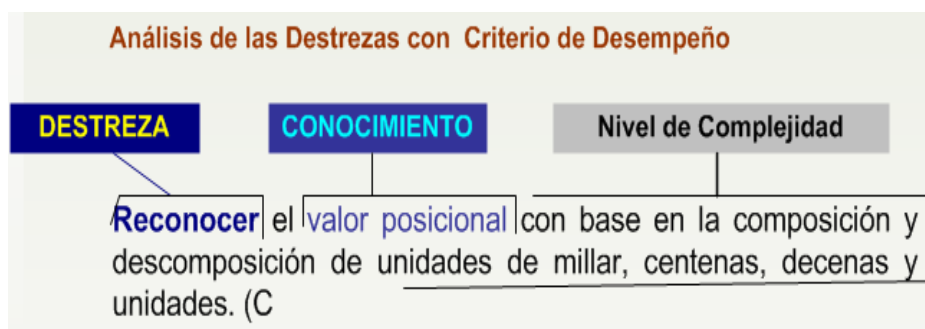 Análisis de las Destrezas con Criterio de Desempeño
DESTREZA CONOCIMIENTO Nivel de Complejidad
Reconocer el valor posicional con base en la composición y
descomposición de unidades de millar, centenas, decenas y
unidades. (C